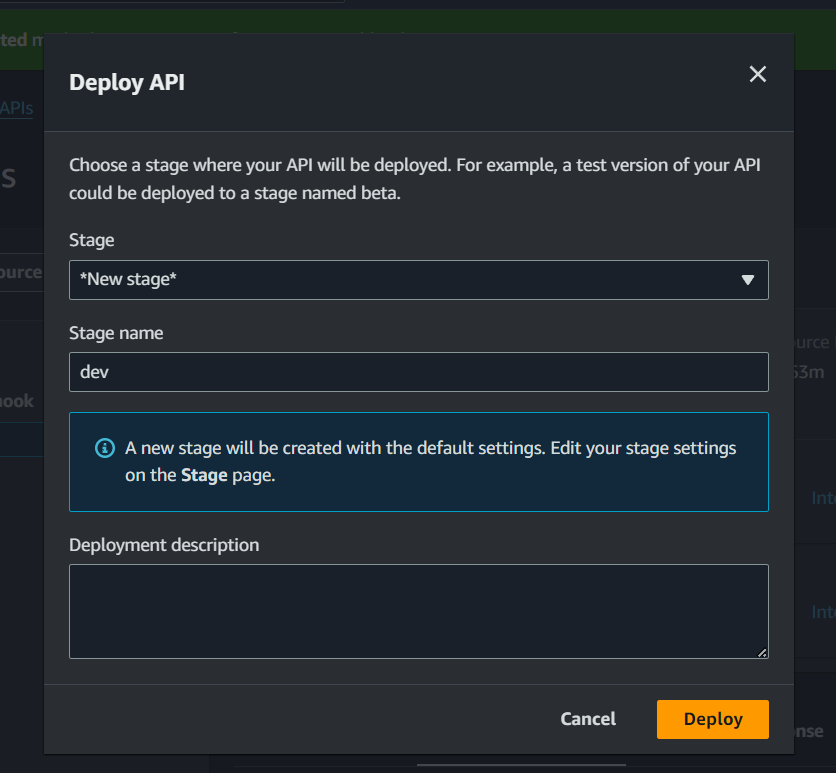 Deploy API
APIs
Choose a stage where your API will be deployed. For example, a test version of your API
could be deployed to a stage named beta.
Stage
*New stage*
Stage name
dev
A new stage will be created with the default settings. Edit your stage settings
on the Stage page.
Deployment description
Cancel
Deploy